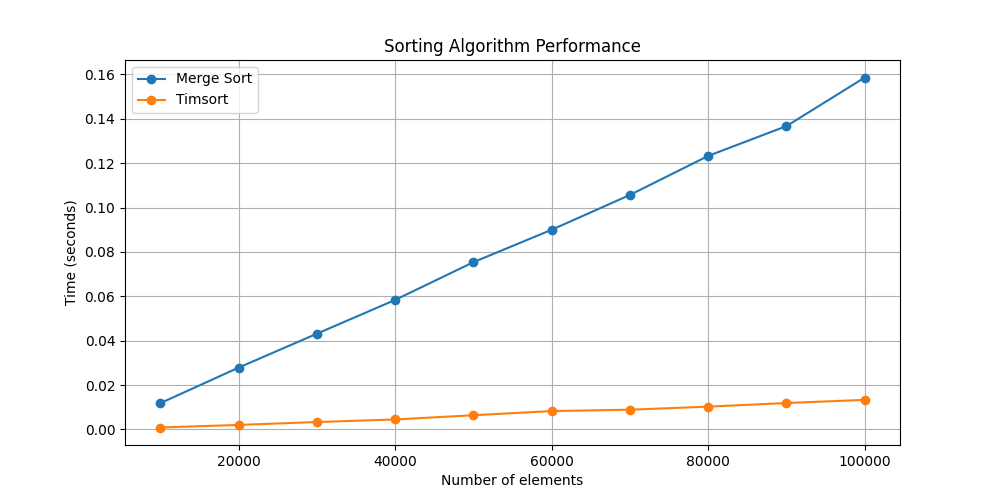 Sorting Algorithm Performance
Merge Sort
Timsort
0.16
0.14
0.12
0.10
0.08
0.06
0.04
0.02
0.00
Time (seconds)
20000 40000 60000 80000 100000
Number of elements